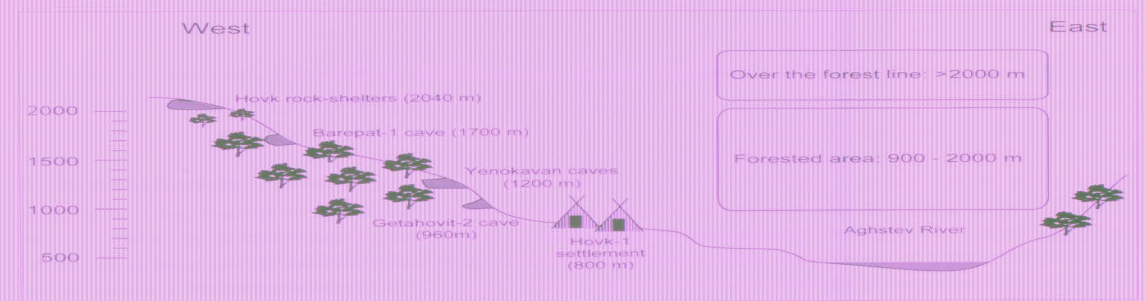 West
East
Over the forest line: >2000 m
Hovk rock-shelters (2040 m)
2000
Barepat-1 cave (1700 m)
1500
Forested area: 900 - 2000 m
Yenokavan caves
(1200 m)
1000
Getahovit-2 cave
(960m)
Aghstev River
Hovk-1
settlement
(800 m)
500